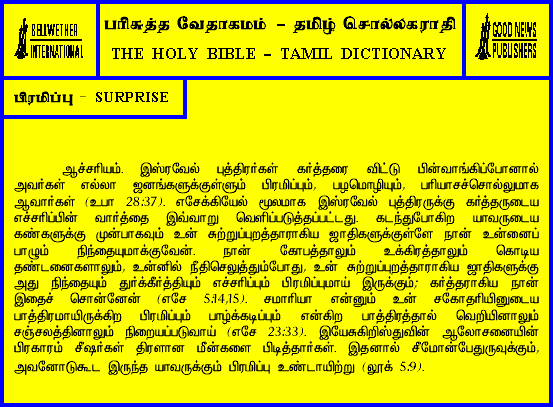 BELLWETHER
INTERNATIONAL
பரிசுத்த வேதாகமம் – தமிழ் சொல்லகராதி
THE HOLY BIBLE – TAMIL DICTIONARY
GOOD NEWS
PUBLISHERS
பிரமிப்பு – SURPRISE
ஆச்சரியம். இஸ்ரவேல் புத்திரர்கள் கர்த்தரை விட்டு பின்வாங்கிப்போனால்
அவர்கள் எல்லா ஜனங்களுக்குள்ளும் பிரமிப்பும், பழமொழியும், பரியாசச்சொல்லுமாக
ஆவார்கள் (உபா 28:37). எசேக்கியேல் மூலமாக இஸ்ரவேல் புத்திரருக்கு கர்த்தருடைய
எச்சரிப்பின் வார்த்தை இவ்வாறு வெளிப்படுத்தப்பட்டது. கடந்துபோகிற யாவருடைய
கண்களுக்கு முன்பாகவும் உன் சுற்றுப்புறத்தாராகிய ஜாதிகளுக்குள்ளே நான் உன்னைப்
பாழும் நிந்தையுமாக்குவேன். நான் கோபத்தாலும் உக்கிரத்தாலும் கொடிய
தண்டனைகளாலும், உன்னில் நீதிசெலுத்தும்போது, உன் சுற்றுப்புறத்தாராகிய ஜாதிகளுக்கு
அது நிந்தையும் துர்க்கீர்த்தியும் எச்சரிப்பும் பிரமிப்புமாய் இருக்கும்; கர்த்தராகிய நான்
இதைச் சொன்னேன் (எசே 5:14,15). சமாரியா என்னும் உன் சகோதரியினுடைய
பாத்திரமாயிருக்கிற பிரமிப்பும் பாழ்க்கடிப்பும் என்கிற பாத்திரத்தால் வெறியினாலும்
சஞ்சலத்தினாலும் நிறையப்படுவாய் (எசே 23:33). இயேசுகிறிஸ்துவின் ஆலோசனையின்
பிரகாரம் சீஷர்கள் திரளான மீன்களை பிடித்தார்கள். இதனால் சீமோன்பேதுருவுக்கும்,
அவனோடுகூட இருந்த யாவருக்கும் பிரமிப்பு உண்டாயிற்று (லூக் 5:9).